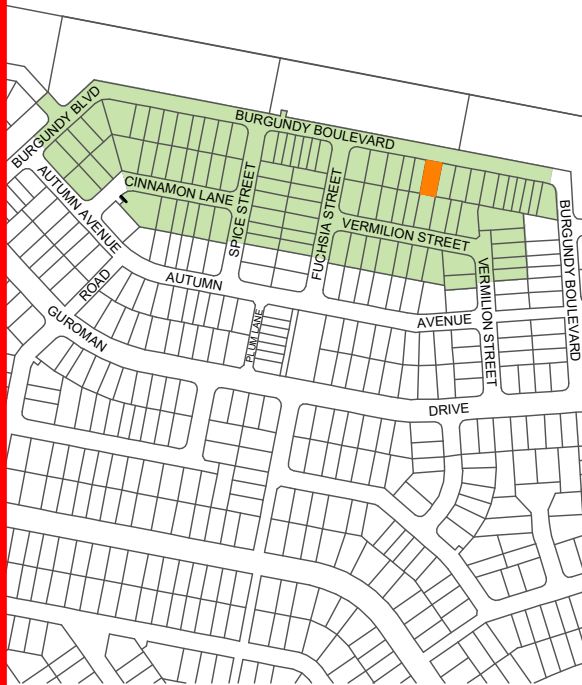 BURGUNDY BLVD
BURGUNDY BOULEVARD
CINNAMON LANE
SPICE STREET
FUCHSIA STREET
AUTUMN AVENUE
VERMILION STREET
BURGUNDY BOULEVARD
VERMILION STREET
ROAD
AUTUMN
AVENUE
PLUM LANE
GUROMAN
DRIVE